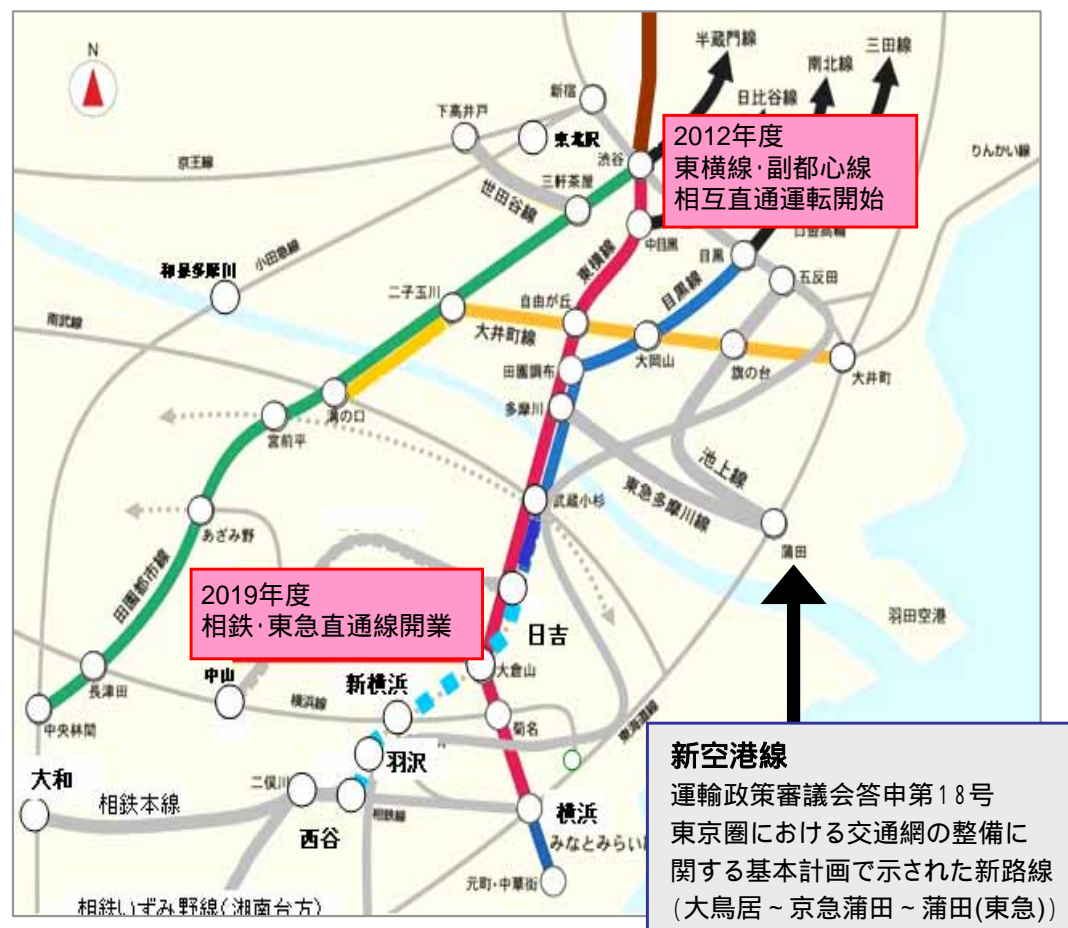 N
半蔵門線
三田線
南北線
日比谷線
新宿
下高井戸
東北沢
2012年度
東横線・副都心線
相互直通運転開始
りんかい線
京王線
渋谷
三軒茶屋
世田谷線
中目黒
目黒
五反田
小田急線
和泉多摩川
二子玉川
東横線
目黒線
自由が丘
南武線
大井町線
大岡山
旗の台
大井町
田園調布
多摩川
溝の口
宮前平
池上線
東急多摩川線
武蔵小杉
あざみ野
蒲田
田園都市線
2019年度
相鉄・東急直通線開業
羽田空港
日吉
大倉山
中山
長津田
新横浜
横浜線
菊名
中央林間
東海道線
羽沢
大和
二俣川
相鉄本線
相鉄線
横浜
西谷
みなとみらい
元町・中華街
相鉄いずみ野線(湘南台方)
新空港線
運輸政策審議会答申第18号
東京圏における交通網の整備に
関する基本計画で示された新路線
(大鳥居～京急蒲田～蒲田(東急))